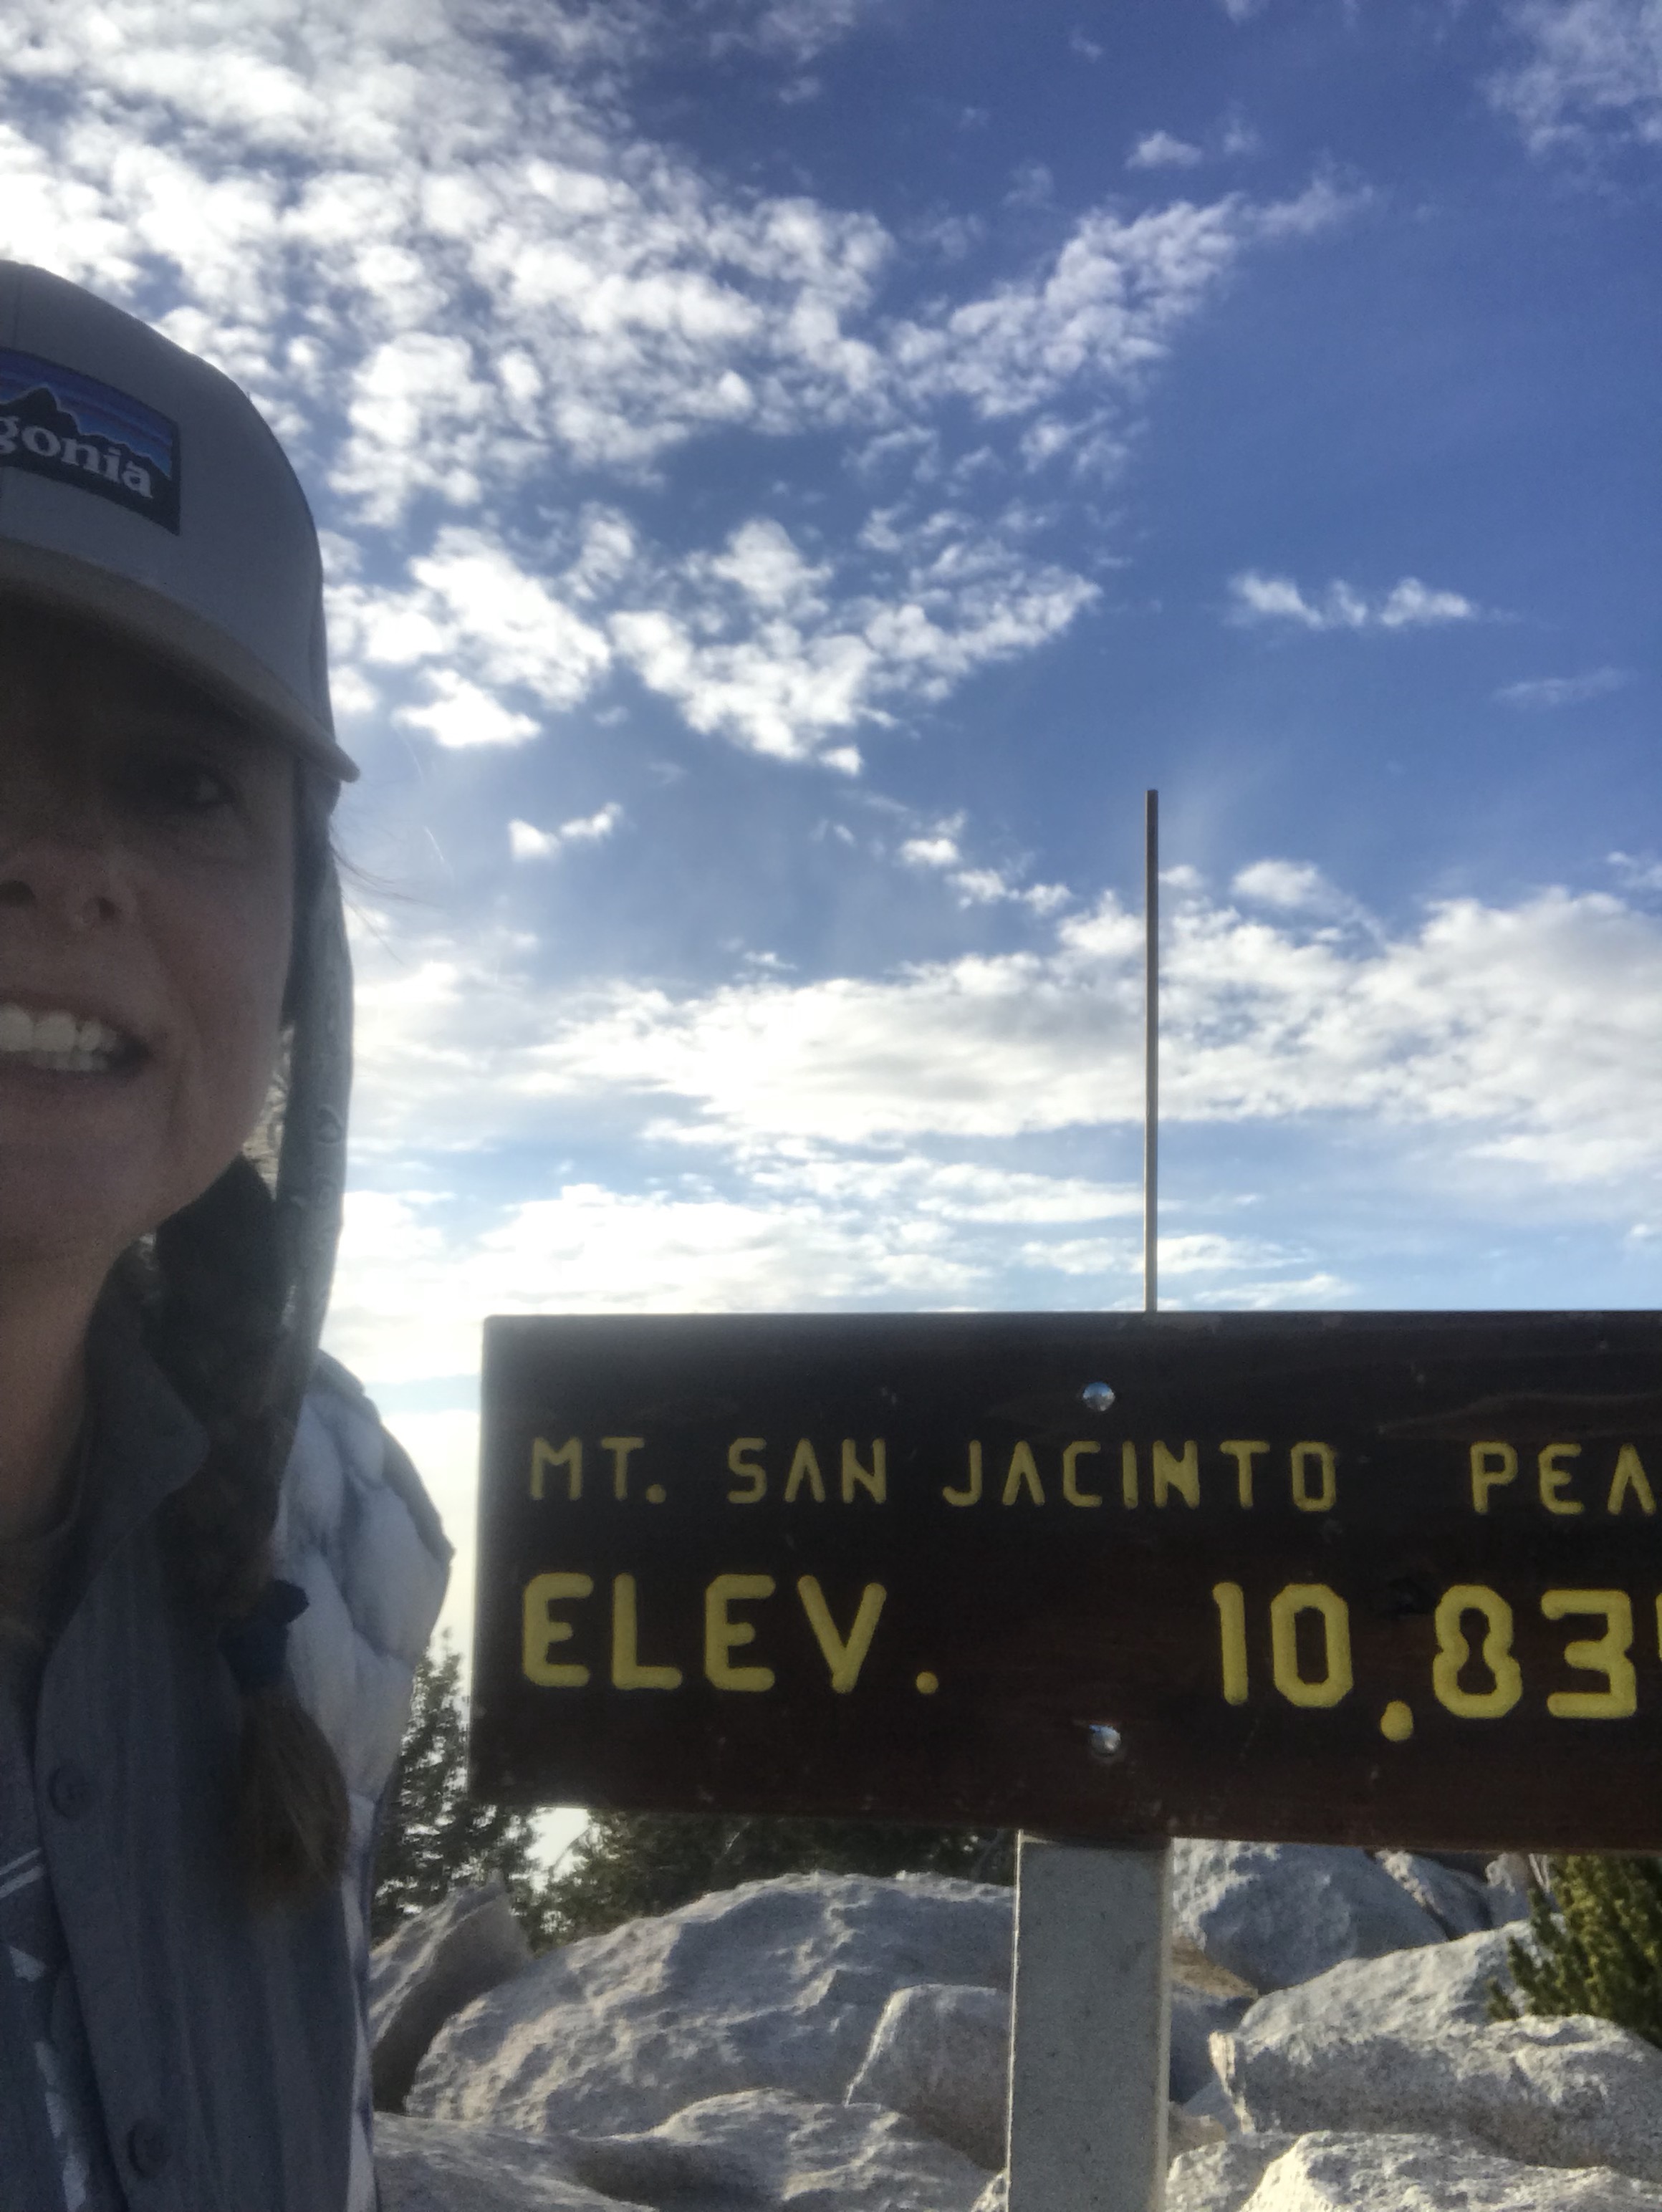 gonia
MT. SAN JACINTO PEA
ELEV. 10,83